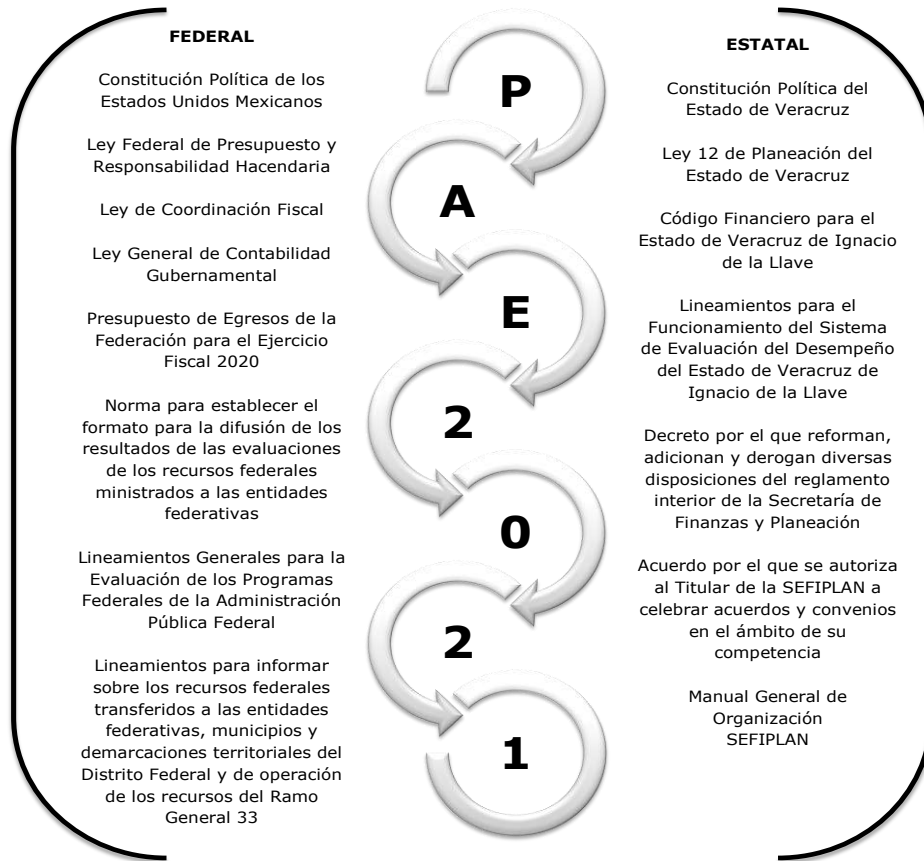 FEDERAL
Constitución Política de los
Estados Unidos Mexicanos
Ley Federal de Presupuesto y
Responsabilidad Hacendaria
Ley de Coordinación Fiscal
Ley General de Contabilidad
Gubernamental
Presupuesto de Egresos de la
Federación para el Ejercicio
Fiscal 2020
Norma para establecer el
formato para la difusión de los
resultados de las evaluaciones
de los recursos federales
ministrados a las entidades
federativas
Lineamientos Generales para la
Evaluación de los Programas
Federales de la Administración
Pública Federal
Lineamientos para informar
sobre los recursos federales
transferidos a las entidades
federativas, municipios y
demarcaciones territoriales del
Distrito Federal y de operación
de los recursos del Ramo
General 33
P
A
E
2
0
2
1
ESTATAL
Constitución Política del
Estado de Veracruz
Ley 12 de Planeación del
Estado de Veracruz
Código Financiero para el
Estado de Veracruz de Ignacio
de la Llave
Lineamientos para el
Funcionamiento del Sistema
de Evaluación del Desempeño
del Estado de Veracruz de
Ignacio de la Llave
Decreto por el que reforman,
adicionan y derogan diversas
disposiciones del reglamento
interior de la Secretaría de
Finanzas y Planeación
Acuerdo por el que se autoriza
al Titular de la SEFIPLAN a
celebrar acuerdos y convenios
en el ámbito de su
competencia
Manual General de
Organización
SEFIPLAN